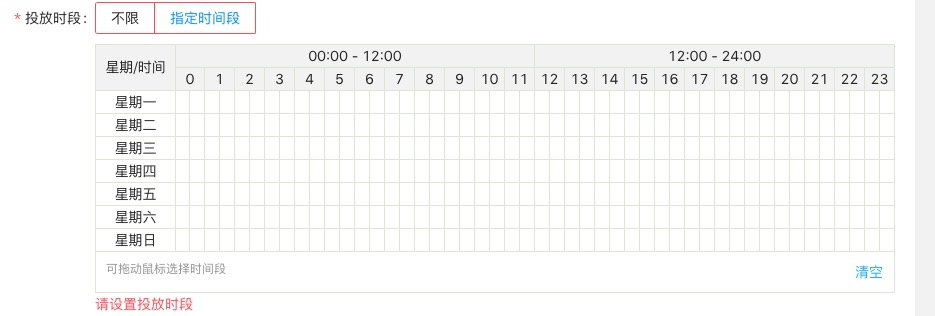 * 投放时段: 不限 指定时间段
星期/时间 00:00 - 12:00 12:00 - 24:00
0 1 2 3 4 5 6 7 8 9 10 11 12 13 14 15 16 17 18 19 20 21 22 23
星期一
星期二
星期三
星期四
星期五
星期六
星期日
可拖动鼠标选择时间段 清空
请设置投放时段